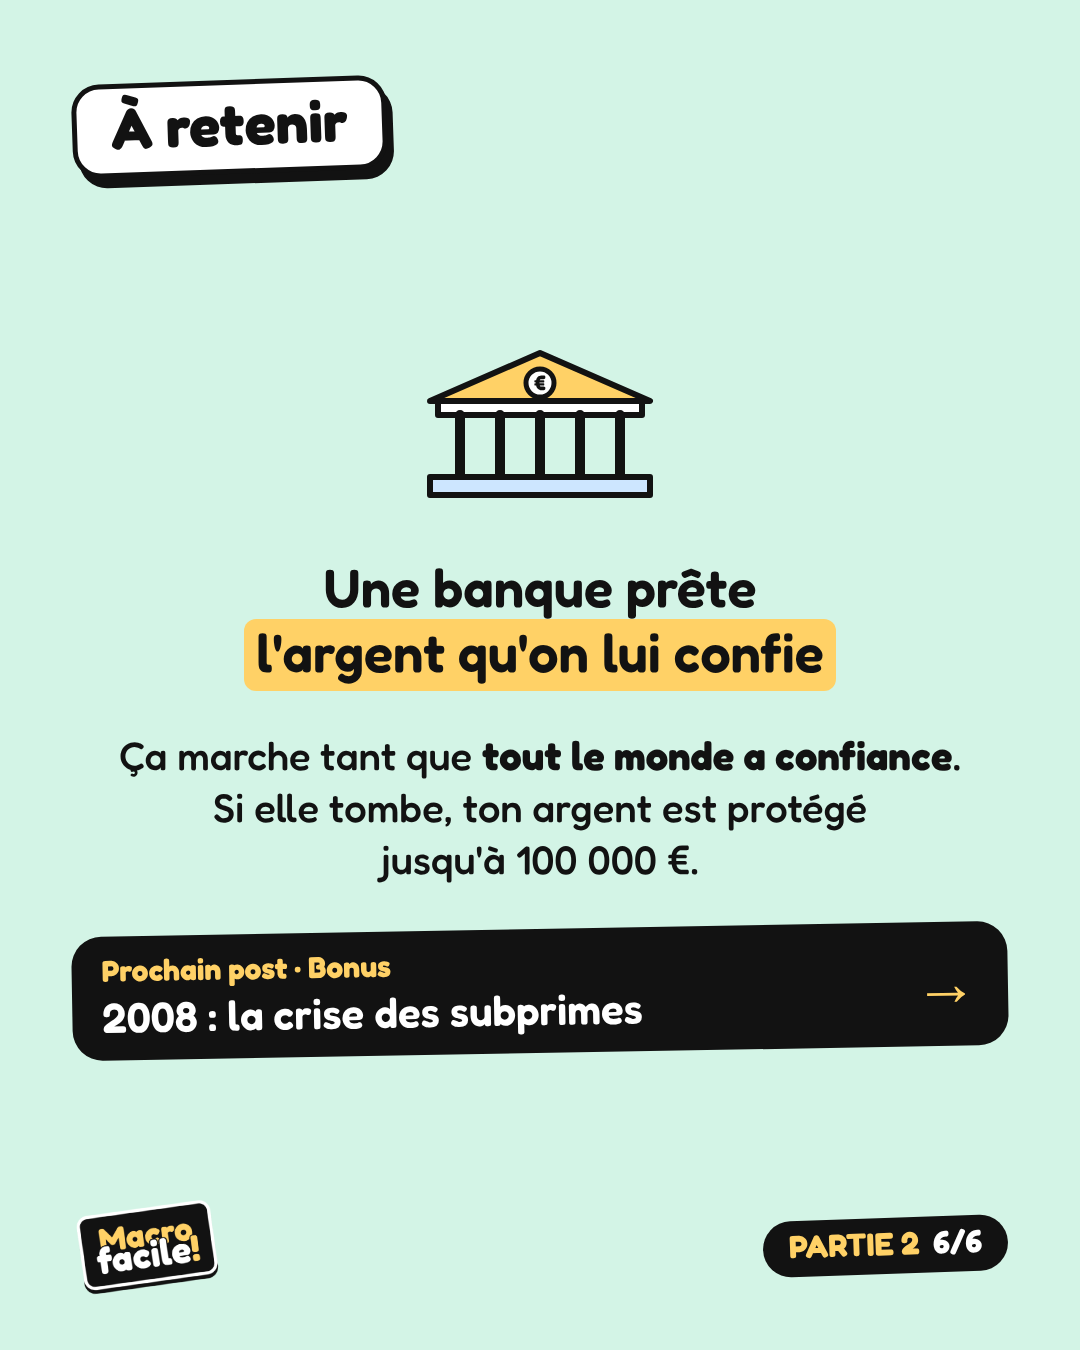 À retenir
€
Une banque prête
l'argent qu'on lui confie
Ça marche tant que tout le monde a confiance.
Si elle tombe, ton argent est protégé
jusqu'à 100 000 €.
Prochain post · Bonus
2008 : la crise des subprimes
→
Macro
facile!
PARTIE 2 6/6